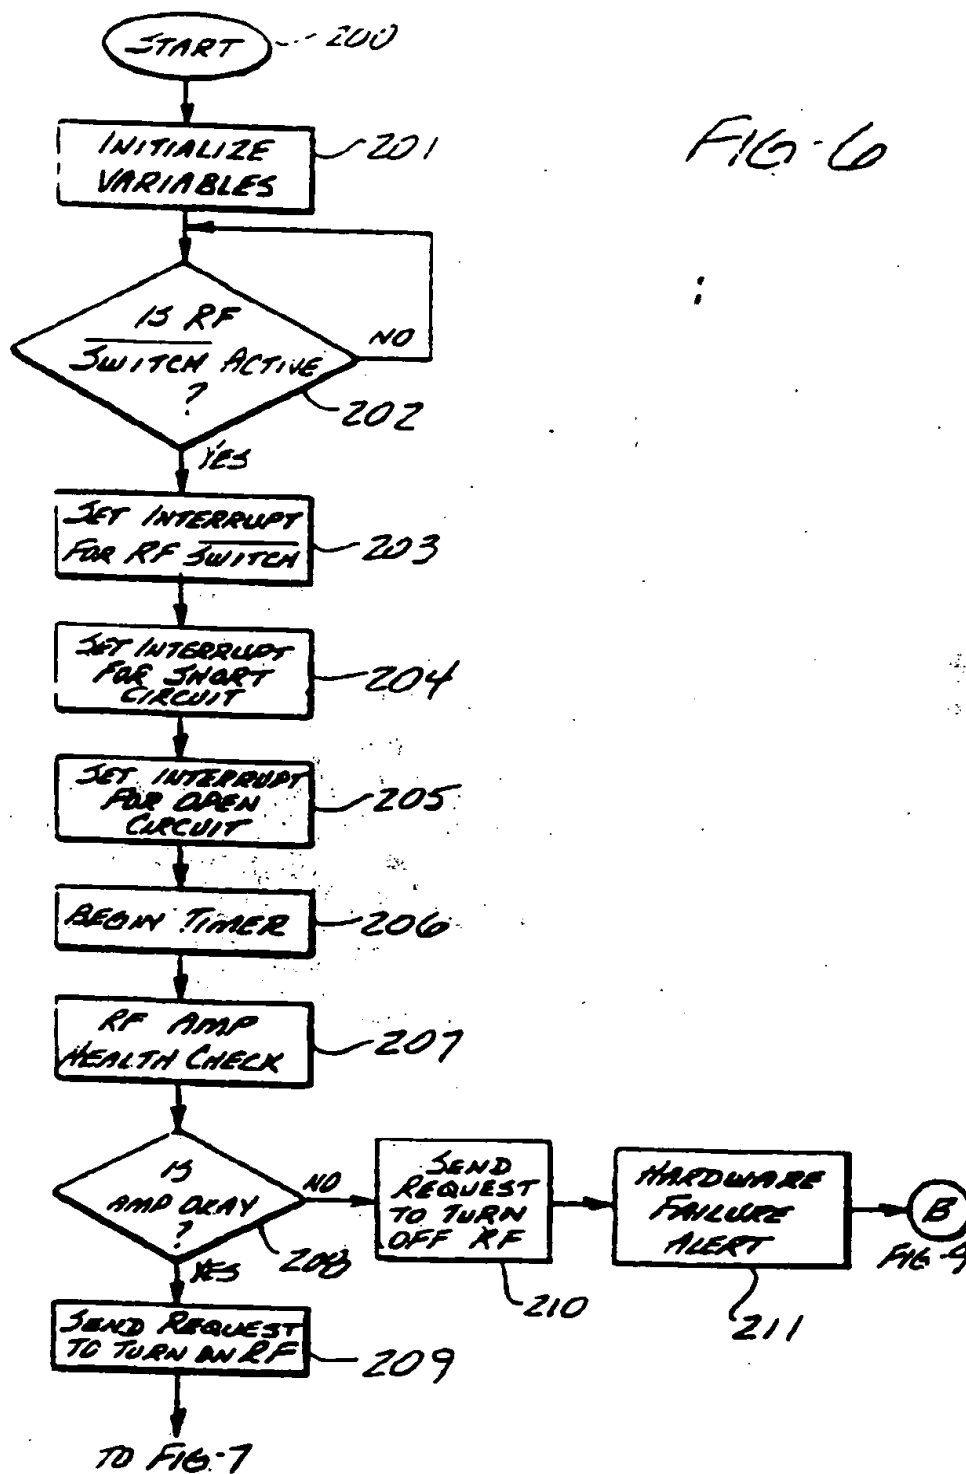 START
200
FIG-6
INITIALIZE
VARIABLES
201
IS RF
SWITCH ACTIVE
?
NO
202
YES
SET INTERRUPT
FOR RF SWITCH
203
SET INTERRUPT
FOR SHORT
CIRCUIT
204
SET INTERRUPT
FOR OPEN
CIRCUIT
205
BEGIN TIMER
206
RF AMP
HEALTH CHECK
207
IS
AMP OKAY
?
NO
208
YES
SEND
REQUEST
TO TURN
OFF RF
210
HARDWARE
FAILURE
ALERT
211
B
FIG-9
SEND REQUEST
TO TURN ON RF
209
TO FIG-7